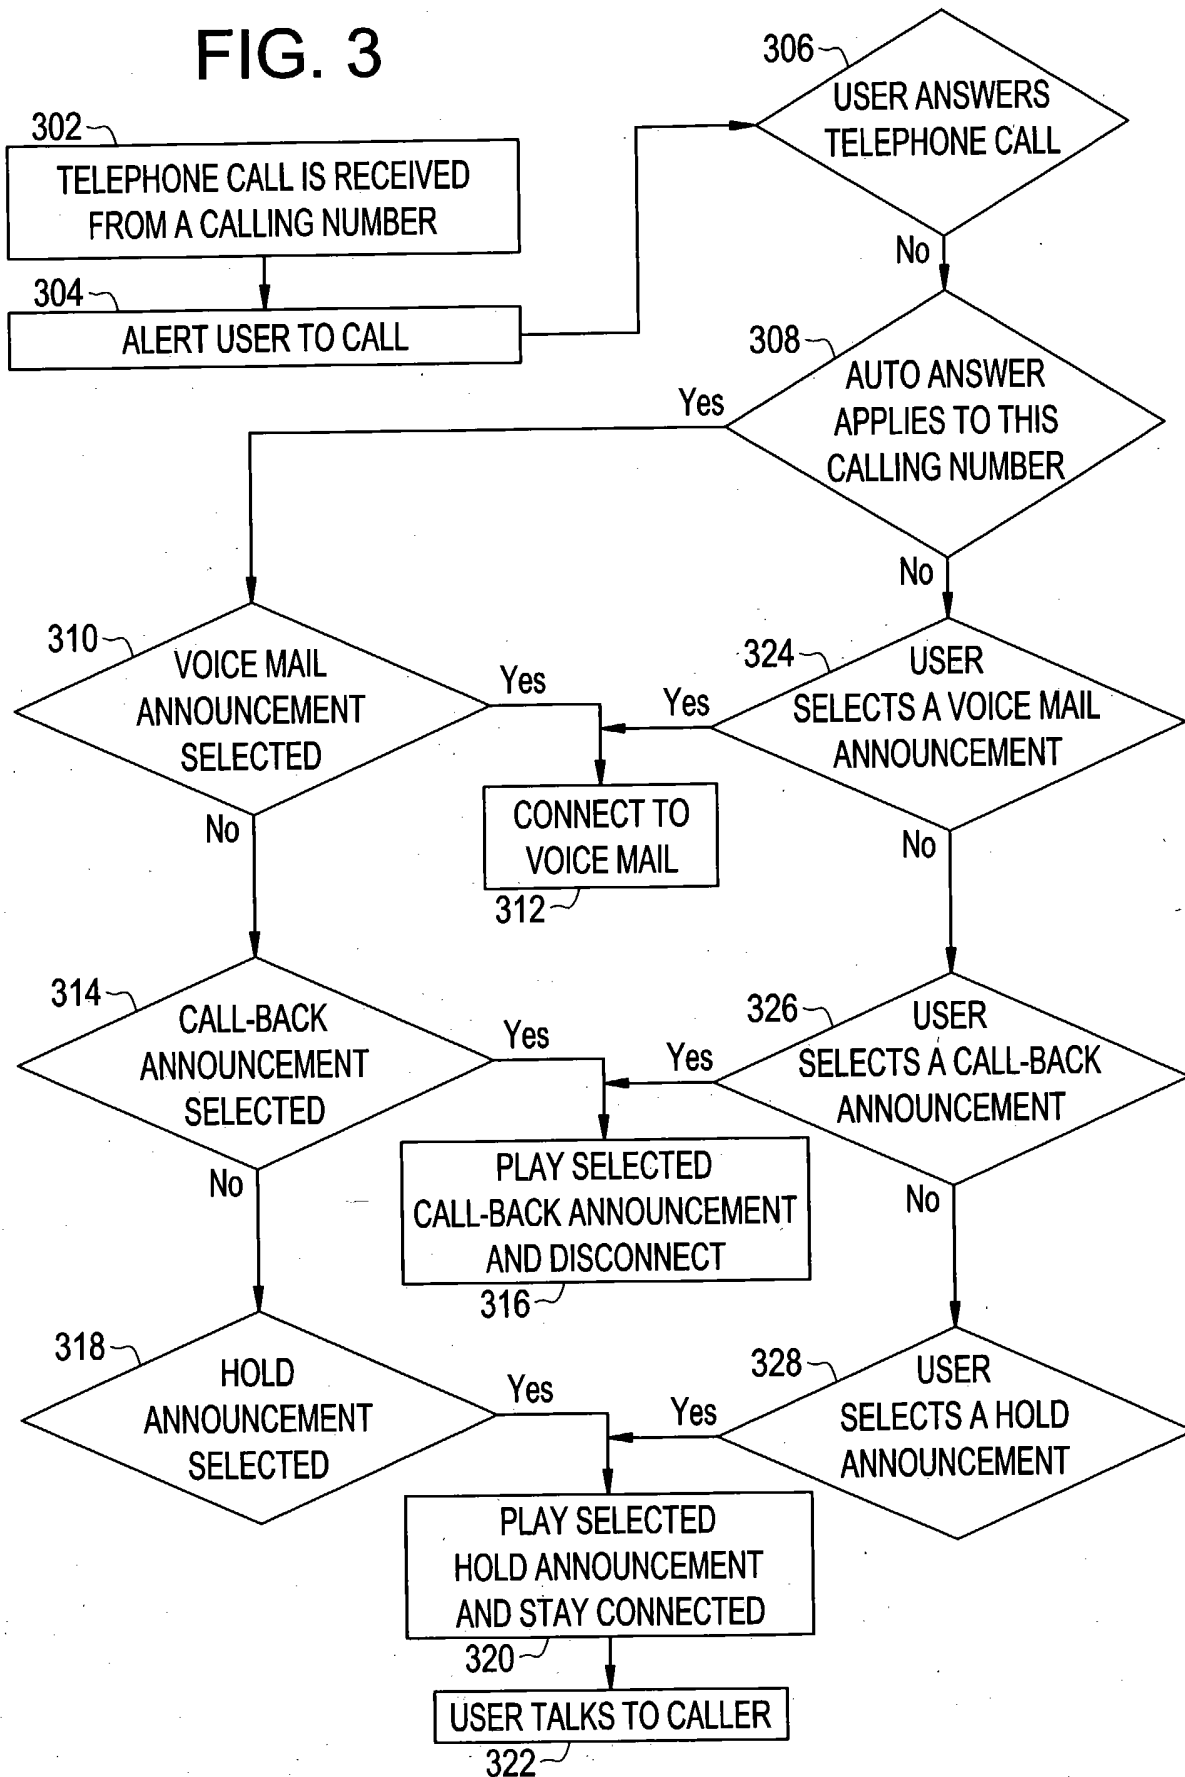 FIG. 3
302
TELEPHONE CALL IS RECEIVED
FROM A CALLING NUMBER
304
ALERT USER TO CALL
306
USER ANSWERS
TELEPHONE CALL
No
308
AUTO ANSWER
APPLIES TO THIS
CALLING NUMBER
Yes
No
310
VOICE MAIL
ANNOUNCEMENT
SELECTED
Yes
No
324
USER
SELECTS A VOICE MAIL
ANNOUNCEMENT
Yes
No
CONNECT TO
VOICE MAIL
312
314
CALL-BACK
ANNOUNCEMENT
SELECTED
Yes
No
326
USER
SELECTS A CALL-BACK
ANNOUNCEMENT
Yes
No
PLAY SELECTED
CALL-BACK ANNOUNCEMENT
AND DISCONNECT
316
318
HOLD
ANNOUNCEMENT
SELECTED
Yes
328
USER
SELECTS A HOLD
ANNOUNCEMENT
Yes
PLAY SELECTED
HOLD ANNOUNCEMENT
AND STAY CONNECTED
320
USER TALKS TO CALLER
322